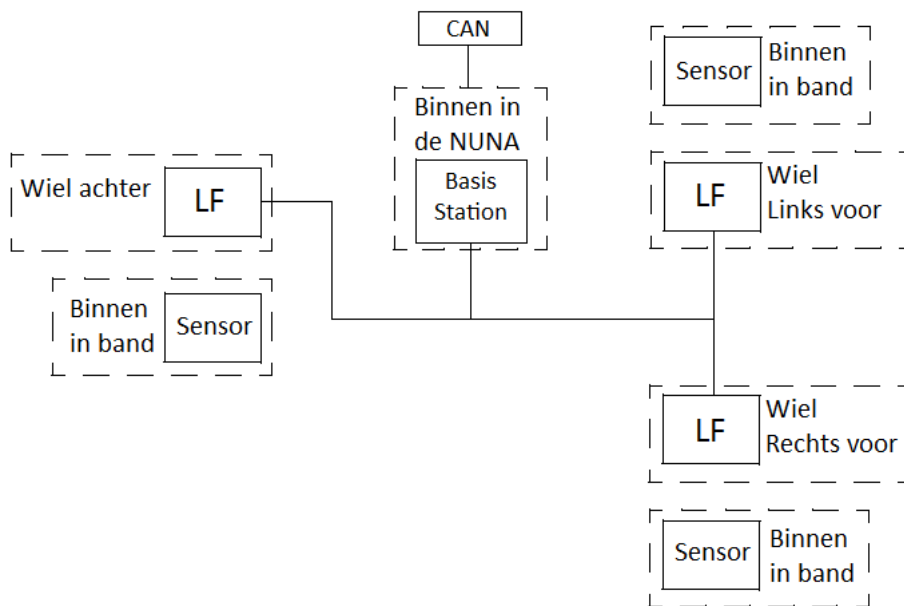 CAN
Binnen in
de NUNA
Basis
Station
Wiel achter
LF
Binnen
in band
Sensor
Sensor
Binnen
in band
LF
Wiel
Links voor
LF
Wiel
Rechts voor
Sensor
Binnen
in band